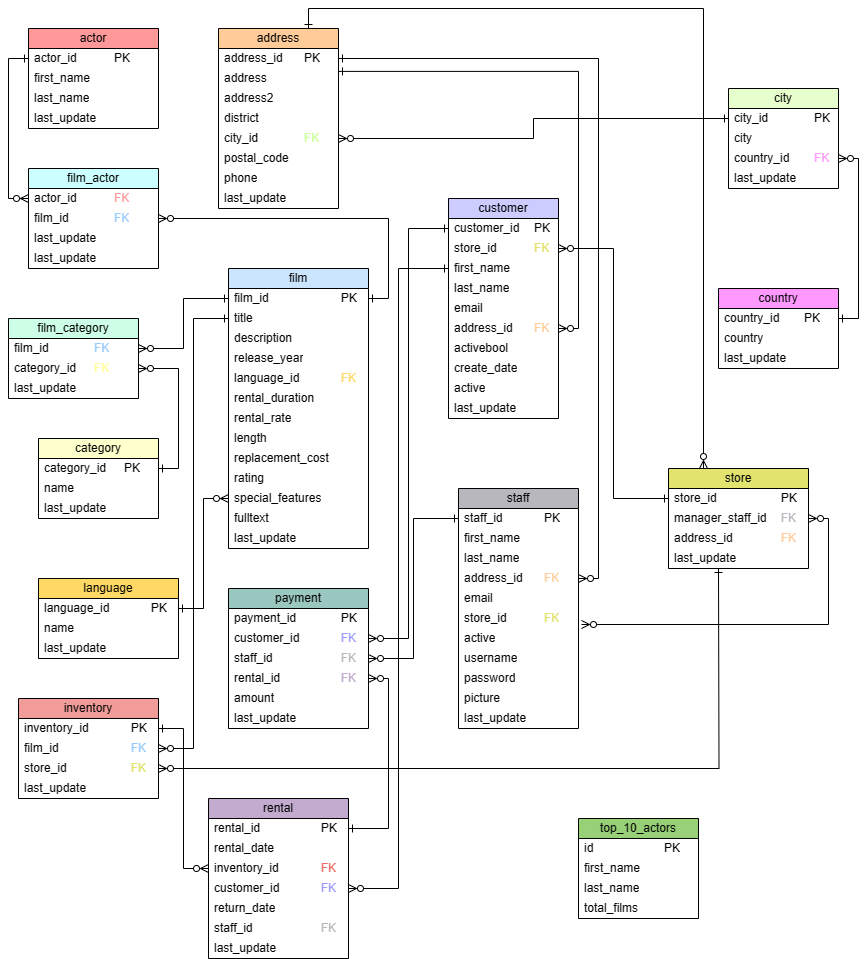 actor
actor_id PK
first_name
last_name
last_update
address
address_id PK
address
address2
district
city_id FK
postal_code
phone
last_update
city
city_id PK
city
country_id FK
last_update
film_actor
actor_id FK
film_id FK
last_update
last_update
customer
customer_id PK
store_id FK
first_name
last_name
email
address_id FK
activebool
create_date
active
last_update
film
film_id PK
title
description
release_year
language_id FK
rental_duration
rental_rate
length
replacement_cost
rating
special_features
fulltext
last_update
country
country_id PK
country
last_update
film_category
film_id FK
category_id FK
last_update
category
category_id PK
name
last_update
store
store_id PK
manager_staff_id FK
address_id FK
last_update
staff
staff_id PK
first_name
last_name
address_id FK
email
store_id FK
active
username
password
picture
last_update
language
language_id PK
name
last_update
payment
payment_id PK
customer_id FK
staff_id FK
rental_id FK
amount
last_update
inventory
inventory_id PK
film_id FK
store_id FK
last_update
rental
rental_id PK
rental_date
inventory_id FK
customer_id FK
return_date
staff_id FK
last_update
top_10_actors
id PK
first_name
last_name
total_films